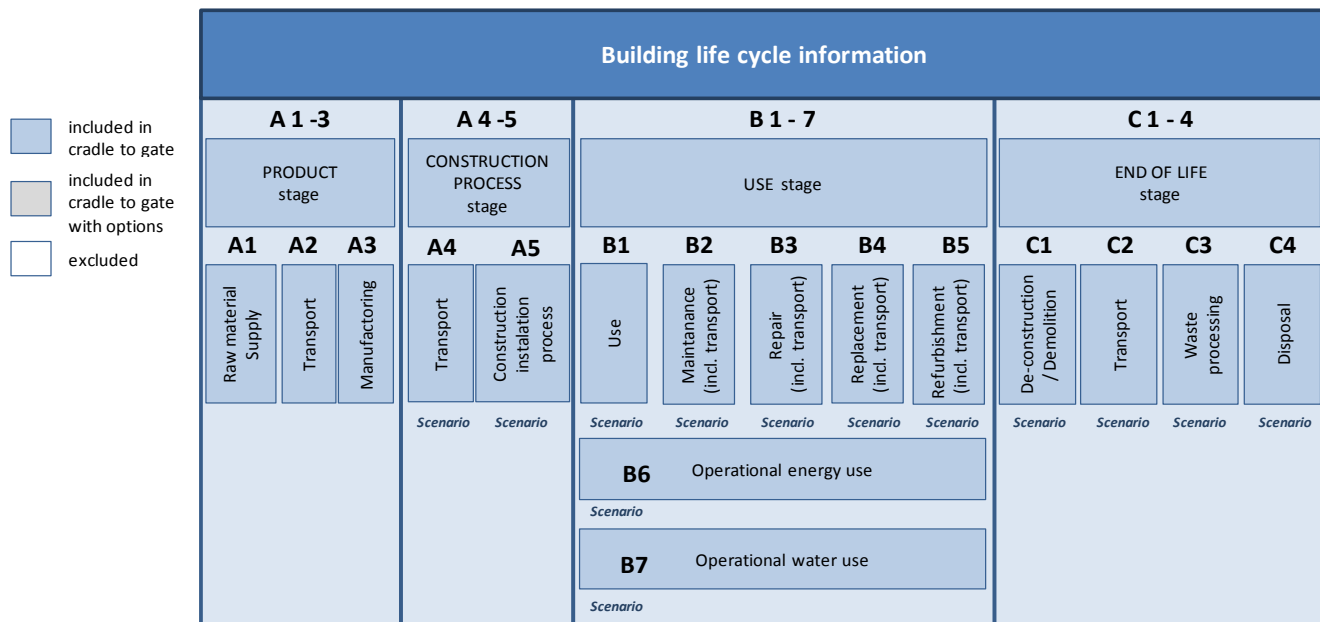 Building life cycle information
included in
cradle to gate
included in
cradle to gate
with options
excluded
A 1 -3
A 4 -5
B 1 - 7
C 1 - 4
PRODUCT
stage
CONSTRUCTION
PROCESS
stage
USE stage
END OF LIFE
stage
A1
A2
A3
A4
A5
B1
B2
B3
B4
B5
C1
C2
C3
C4
Raw material
Supply
Transport
Manufactoring
Transport
Construction
instalation
process
Use
Maintanance
(incl. transport)
Repair
(incl. transport)
Replacement
(incl. transport)
Refurbishment
(incl. transport)
De-construction
/ Demolition
Transport
Waste
processing
Disposal
Scenario
Scenario
Scenario
Scenario
Scenario
Scenario
Scenario
Scenario
Scenario
Scenario
Scenario
B6 Operational energy use
Scenario
B7 Operational water use
Scenario